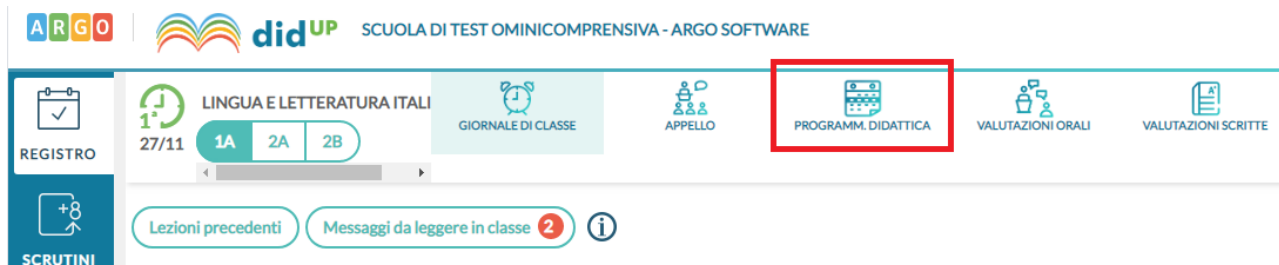 ARGO didUP SCUOLA DI TEST OMINICOMPRENSIVA - ARGO SOFTWARE
REGISTRO
SCRUTINI
1°
27/11
LINGUA E LETTERATURA ITALI
1A 2A 2B
GIORNALE DI CLASSE
APPELLO
PROGRAMM. DIDATTICA
VALUTAZIONI ORALI
VALUTAZIONI SCRITTE
Lezioni precedenti
Messaggi da leggere in classe 2